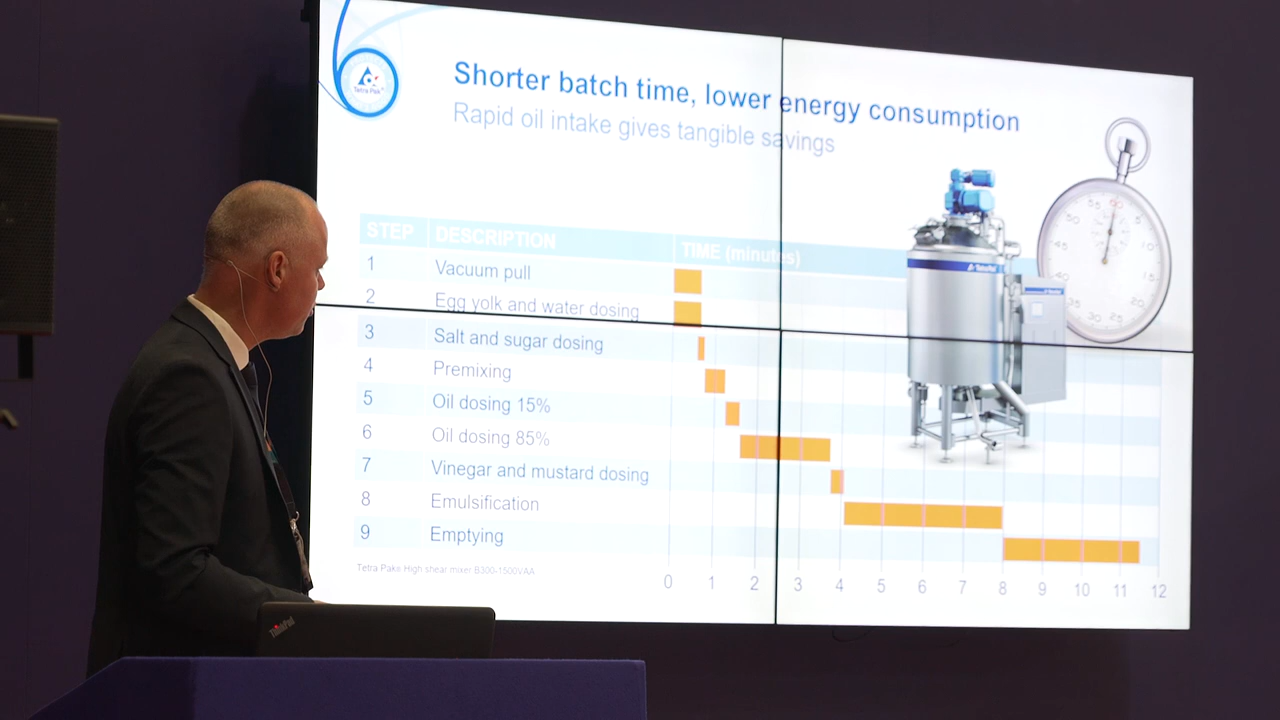 Tetra Pak
Shorter batch time, lower energy consumption
Rapid oil intake gives tangible savings
STEP DESCRIPTION TIME (minutes)
1 Vacuum pull
2 Egg yolk and water dosing
3 Salt and sugar dosing
4 Premixing
5 Oil dosing 15%
6 Oil dosing 85%
7 Vinegar and mustard dosing
8 Emulsification
9 Emptying
0 1 2 3 4 5 6 7 8 9 10 11 12
Tetra Pak® High shear mixer B300-1500VAA
ThinkPad